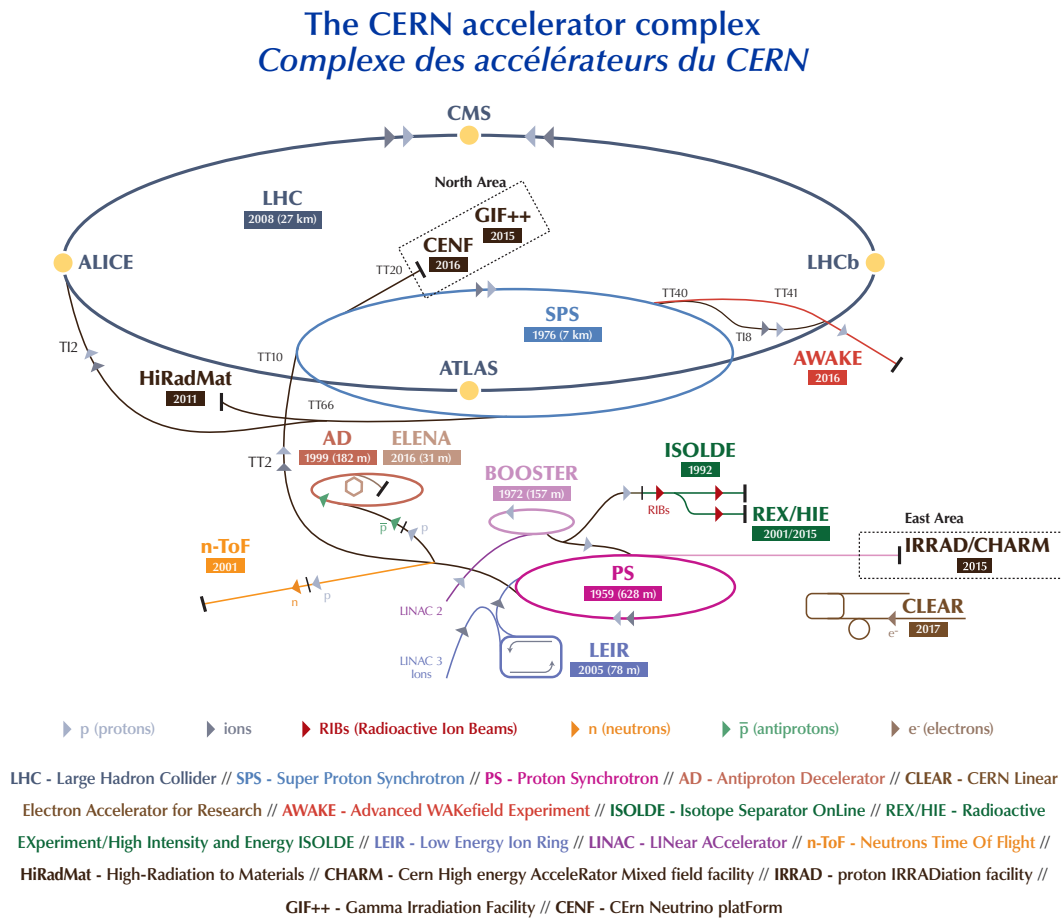 The CERN accelerator complex
Complexe des accélérateurs du CERN
CMS
North Area
LHC
2008 (27 km)
GIF++
2015
CENF
2016
TT20
ALICE
LHCb
TT40
TT41
SPS
1976 (7 km)
TI8
TI2
TT10
ATLAS
AWAKE
2016
HiRadMat
2011
TT66
TT2
AD
1999 (182 m)
ELENA
2016 (31 m)
BOOSTER
1972 (157 m)
ISOLDE
1992
RIBs
REX/HIE
2001/2015
East Area
IRRAD/CHARM
2015
p̅
p
n-ToF
2001
n
p
PS
1959 (628 m)
LINAC 2
CLEAR
2017
e-
LINAC 3
Ions
LEIR
2005 (78 m)
p (protons)
ions
RIBs (Radioactive Ion Beams)
n (neutrons)
p̅ (antiprotons)
e- (electrons)
LHC - Large Hadron Collider // SPS - Super Proton Synchrotron // PS - Proton Synchrotron // AD - Antiproton Decelerator // CLEAR - CERN Linear
Electron Accelerator for Research // AWAKE - Advanced WAKefield Experiment // ISOLDE - Isotope Separator OnLine // REX/HIE - Radioactive
EXperiment/High Intensity and Energy ISOLDE // LEIR - Low Energy Ion Ring // LINAC - LINear ACcelerator // n-ToF - Neutrons Time Of Flight //
HiRadMat - High-Radiation to Materials // CHARM - Cern High energy AcceleRator Mixed field facility // IRRAD - proton IRRADiation facility //
GIF++ - Gamma Irradiation Facility // CENF - CErn Neutrino platForm